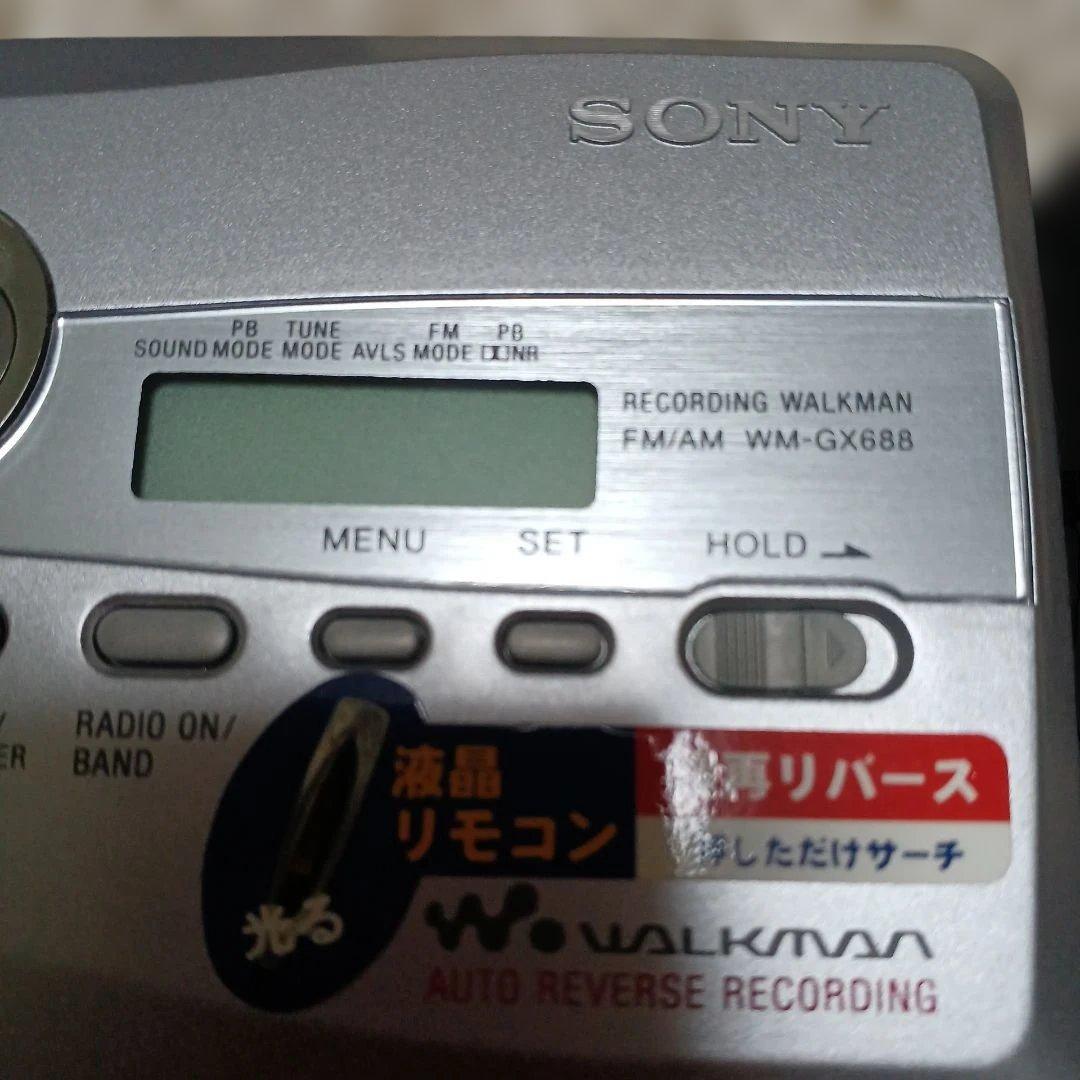 SONY
PB TUNE FM PB
SOUND MODE MODE AVLS MODE NR
RECORDING WALKMAN
FM/AM WM-GX688
MENU SET HOLD
RADIO ON/
BAND
ER
液晶
リモコン
光る
再リバース
押しただけサーチ
WALKMAN
AUTO REVERSE RECORDING